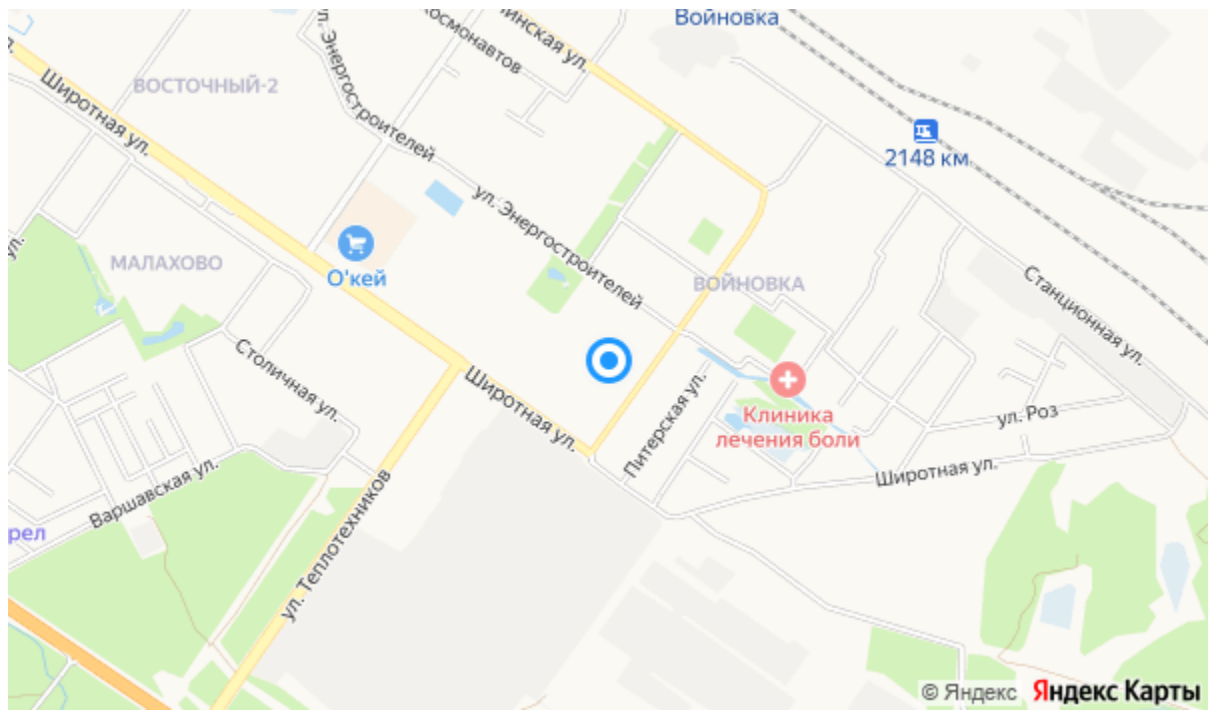 Войновка
Космонавтов
линская ул.
ул. Энергостроителей
ВОСТОЧНЫЙ-2
Широтная ул.
2148 км
ул. Энергостроителей
О'кей
МАЛАХОВО
ул.
ВОЙНОВКА
Станционная ул.
Столичная ул.
Широтная ул.
Питерская ул.
Клиника
лечения боли
ул. Роз
Широтная ул.
Варшавская ул.
рел
ул. Теплотехников
© Яндекс Яндекс Карты